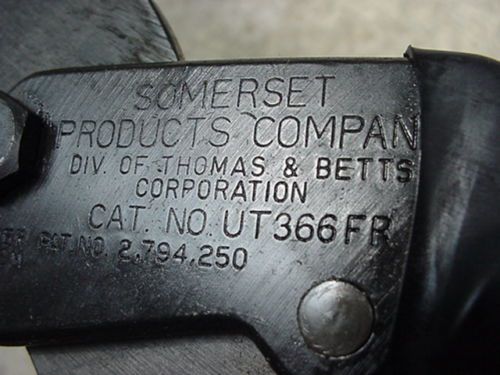 SOMERSET
PRODUCTS COMPAN
DIV. OF THOMAS & BETTS
CORPORATION
CAT. NO. UT366FR
PAT. NO. 2,794,250